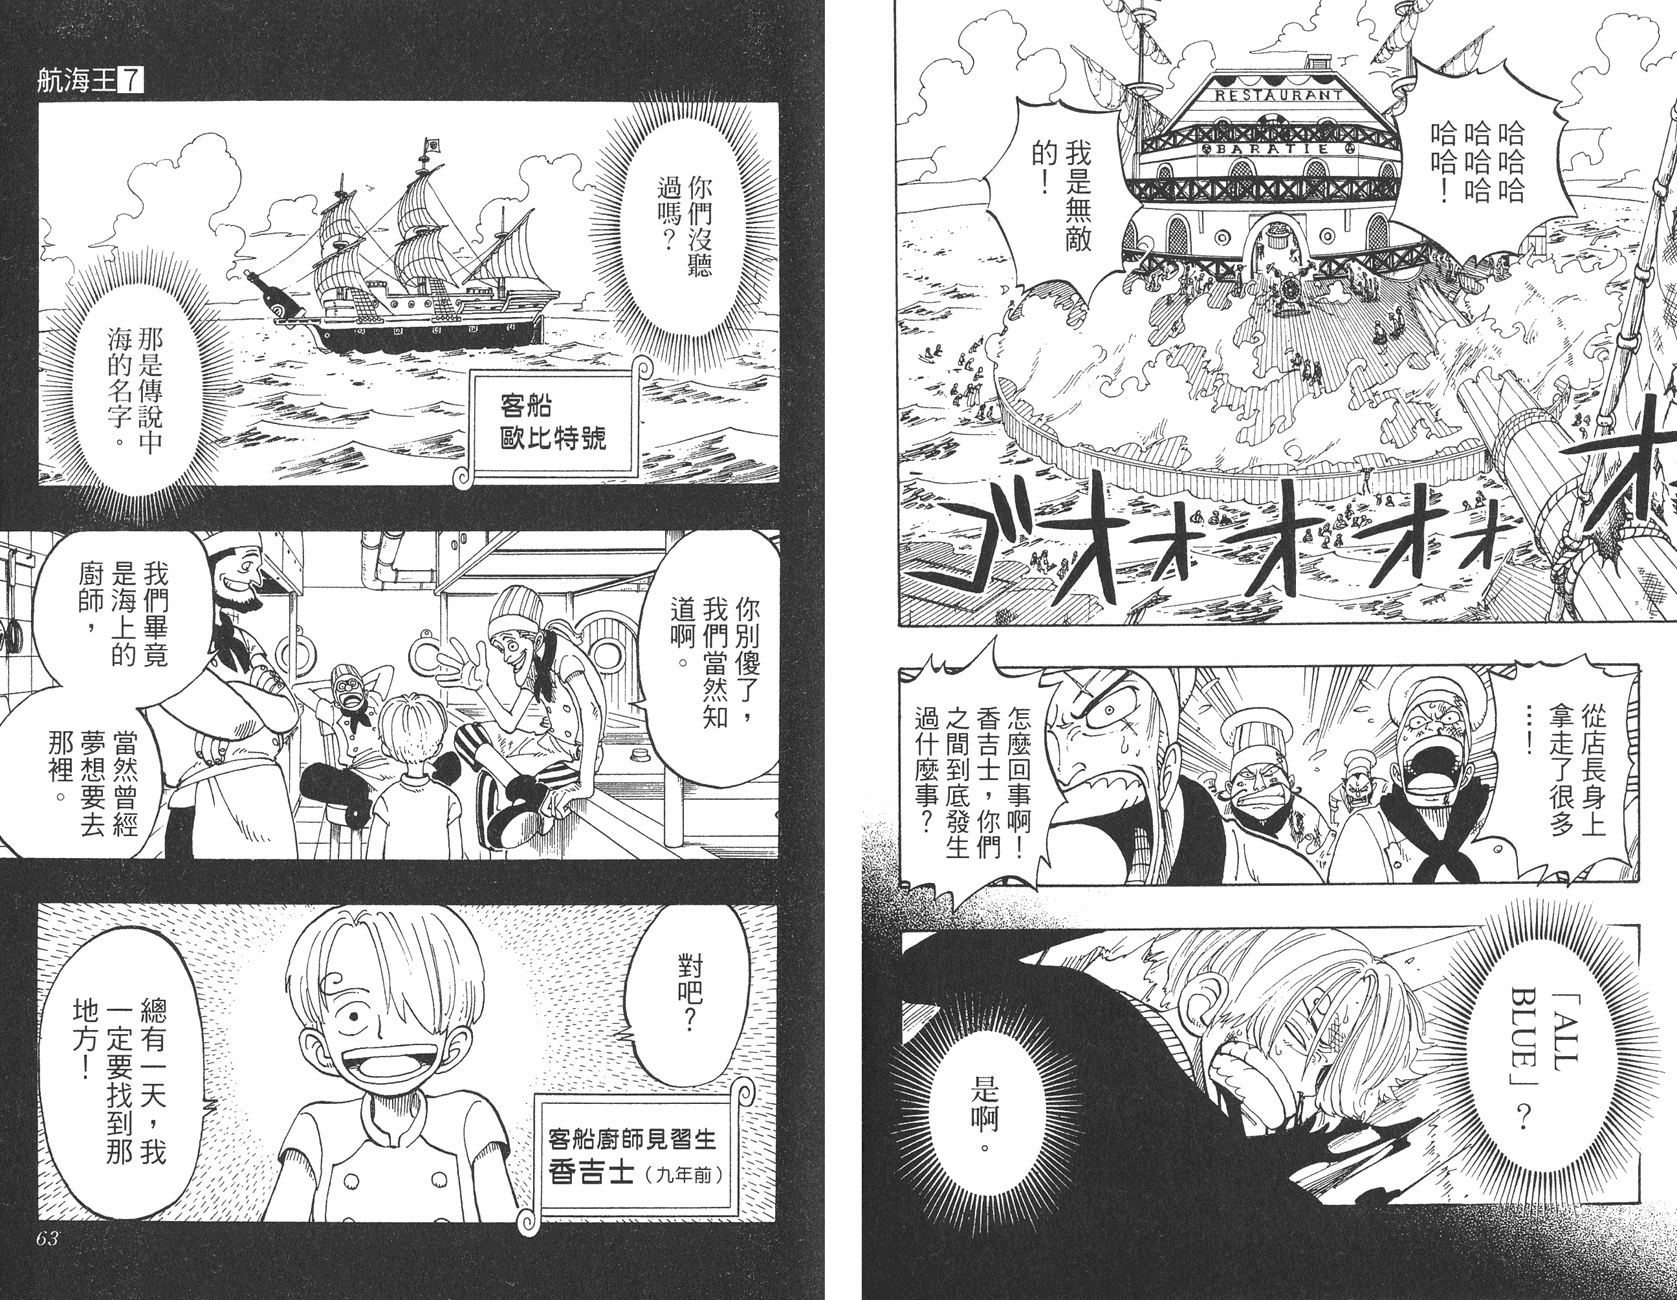 RESTAURANT
BARATIE
哈哈哈
哈哈哈
哈哈！
我是無敵
的！
ゴオオオオオオ
從店長身上
拿走了很多
…！
怎麼回事啊！
香吉士，你們
之間到底發生
過什麼事？
「ALL
BLUE」？
是啊。
航海王7
你們沒聽
過嗎？
那是傳說中
海的名字。
客船
歐比特號
你別傻了，
我們當然知
道啊。
我們畢竟
是海上的
廚師，
當然曾經
夢想要去
那裡。
對吧？
總有一天，我
一定要找到那
地方！
客船廚師見習生
香吉士（九年前）
63